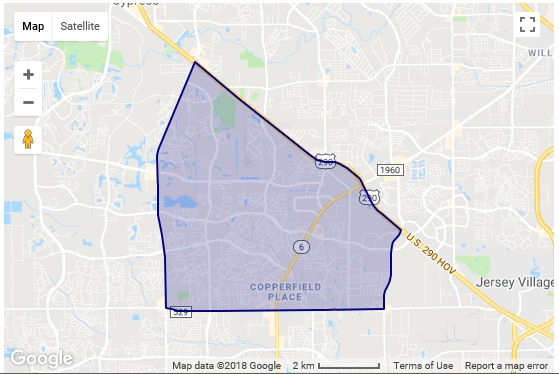 Cypress
Map Satellite
WILL
290
1960
290
U.S. 290 HOV
6
COPPERFIELD
PLACE
Jersey Village
529
Google
Map data ©2018 Google 2 km Terms of Use Report a map error